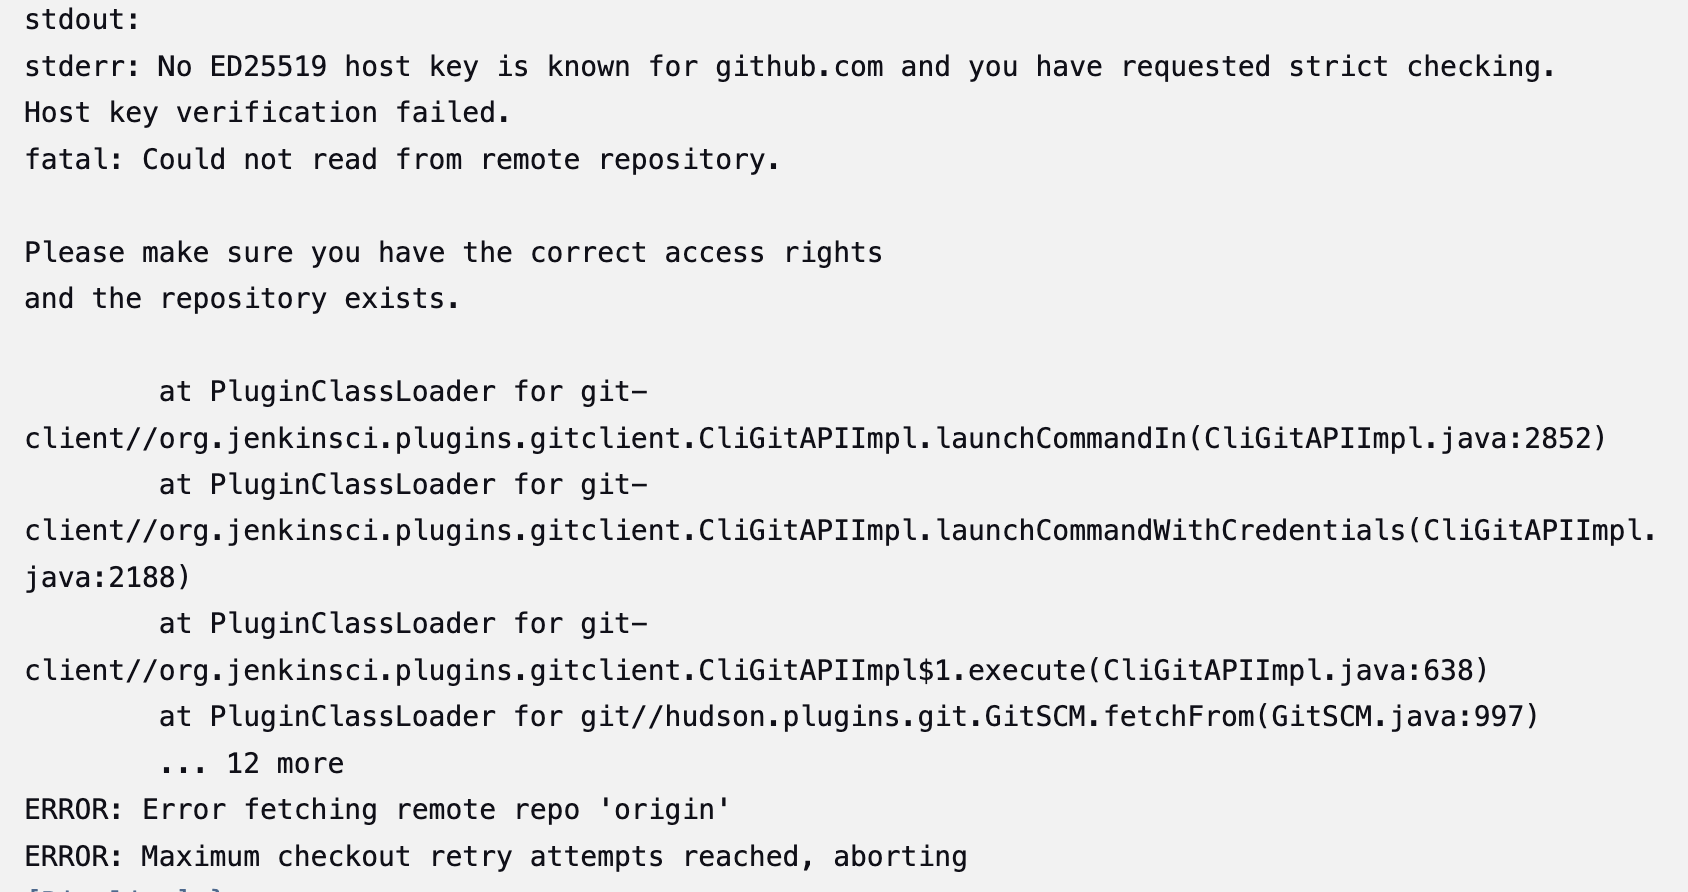 stdout:
stderr: No ED25519 host key is known for github.com and you have requested strict checking.
Host key verification failed.
fatal: Could not read from remote repository.
Please make sure you have the correct access rights
and the repository exists.
at PluginClassLoader for git-
client//org.jenkinsci.plugins.gitclient.CliGitAPIImpl.launchCommandIn(CliGitAPIImpl.java:2852)
at PluginClassLoader for git-
client//org.jenkinsci.plugins.gitclient.CliGitAPIImpl.launchCommandWithCredentials(CliGitAPIImpl.
java:2188)
at PluginClassLoader for git-
client//org.jenkinsci.plugins.gitclient.CliGitAPIImpl$1.execute(CliGitAPIImpl.java:638)
at PluginClassLoader for git//hudson.plugins.git.GitSCM.fetchFrom(GitSCM.java:997)
... 12 more
ERROR: Error fetching remote repo 'origin'
ERROR: Maximum checkout retry attempts reached, aborting